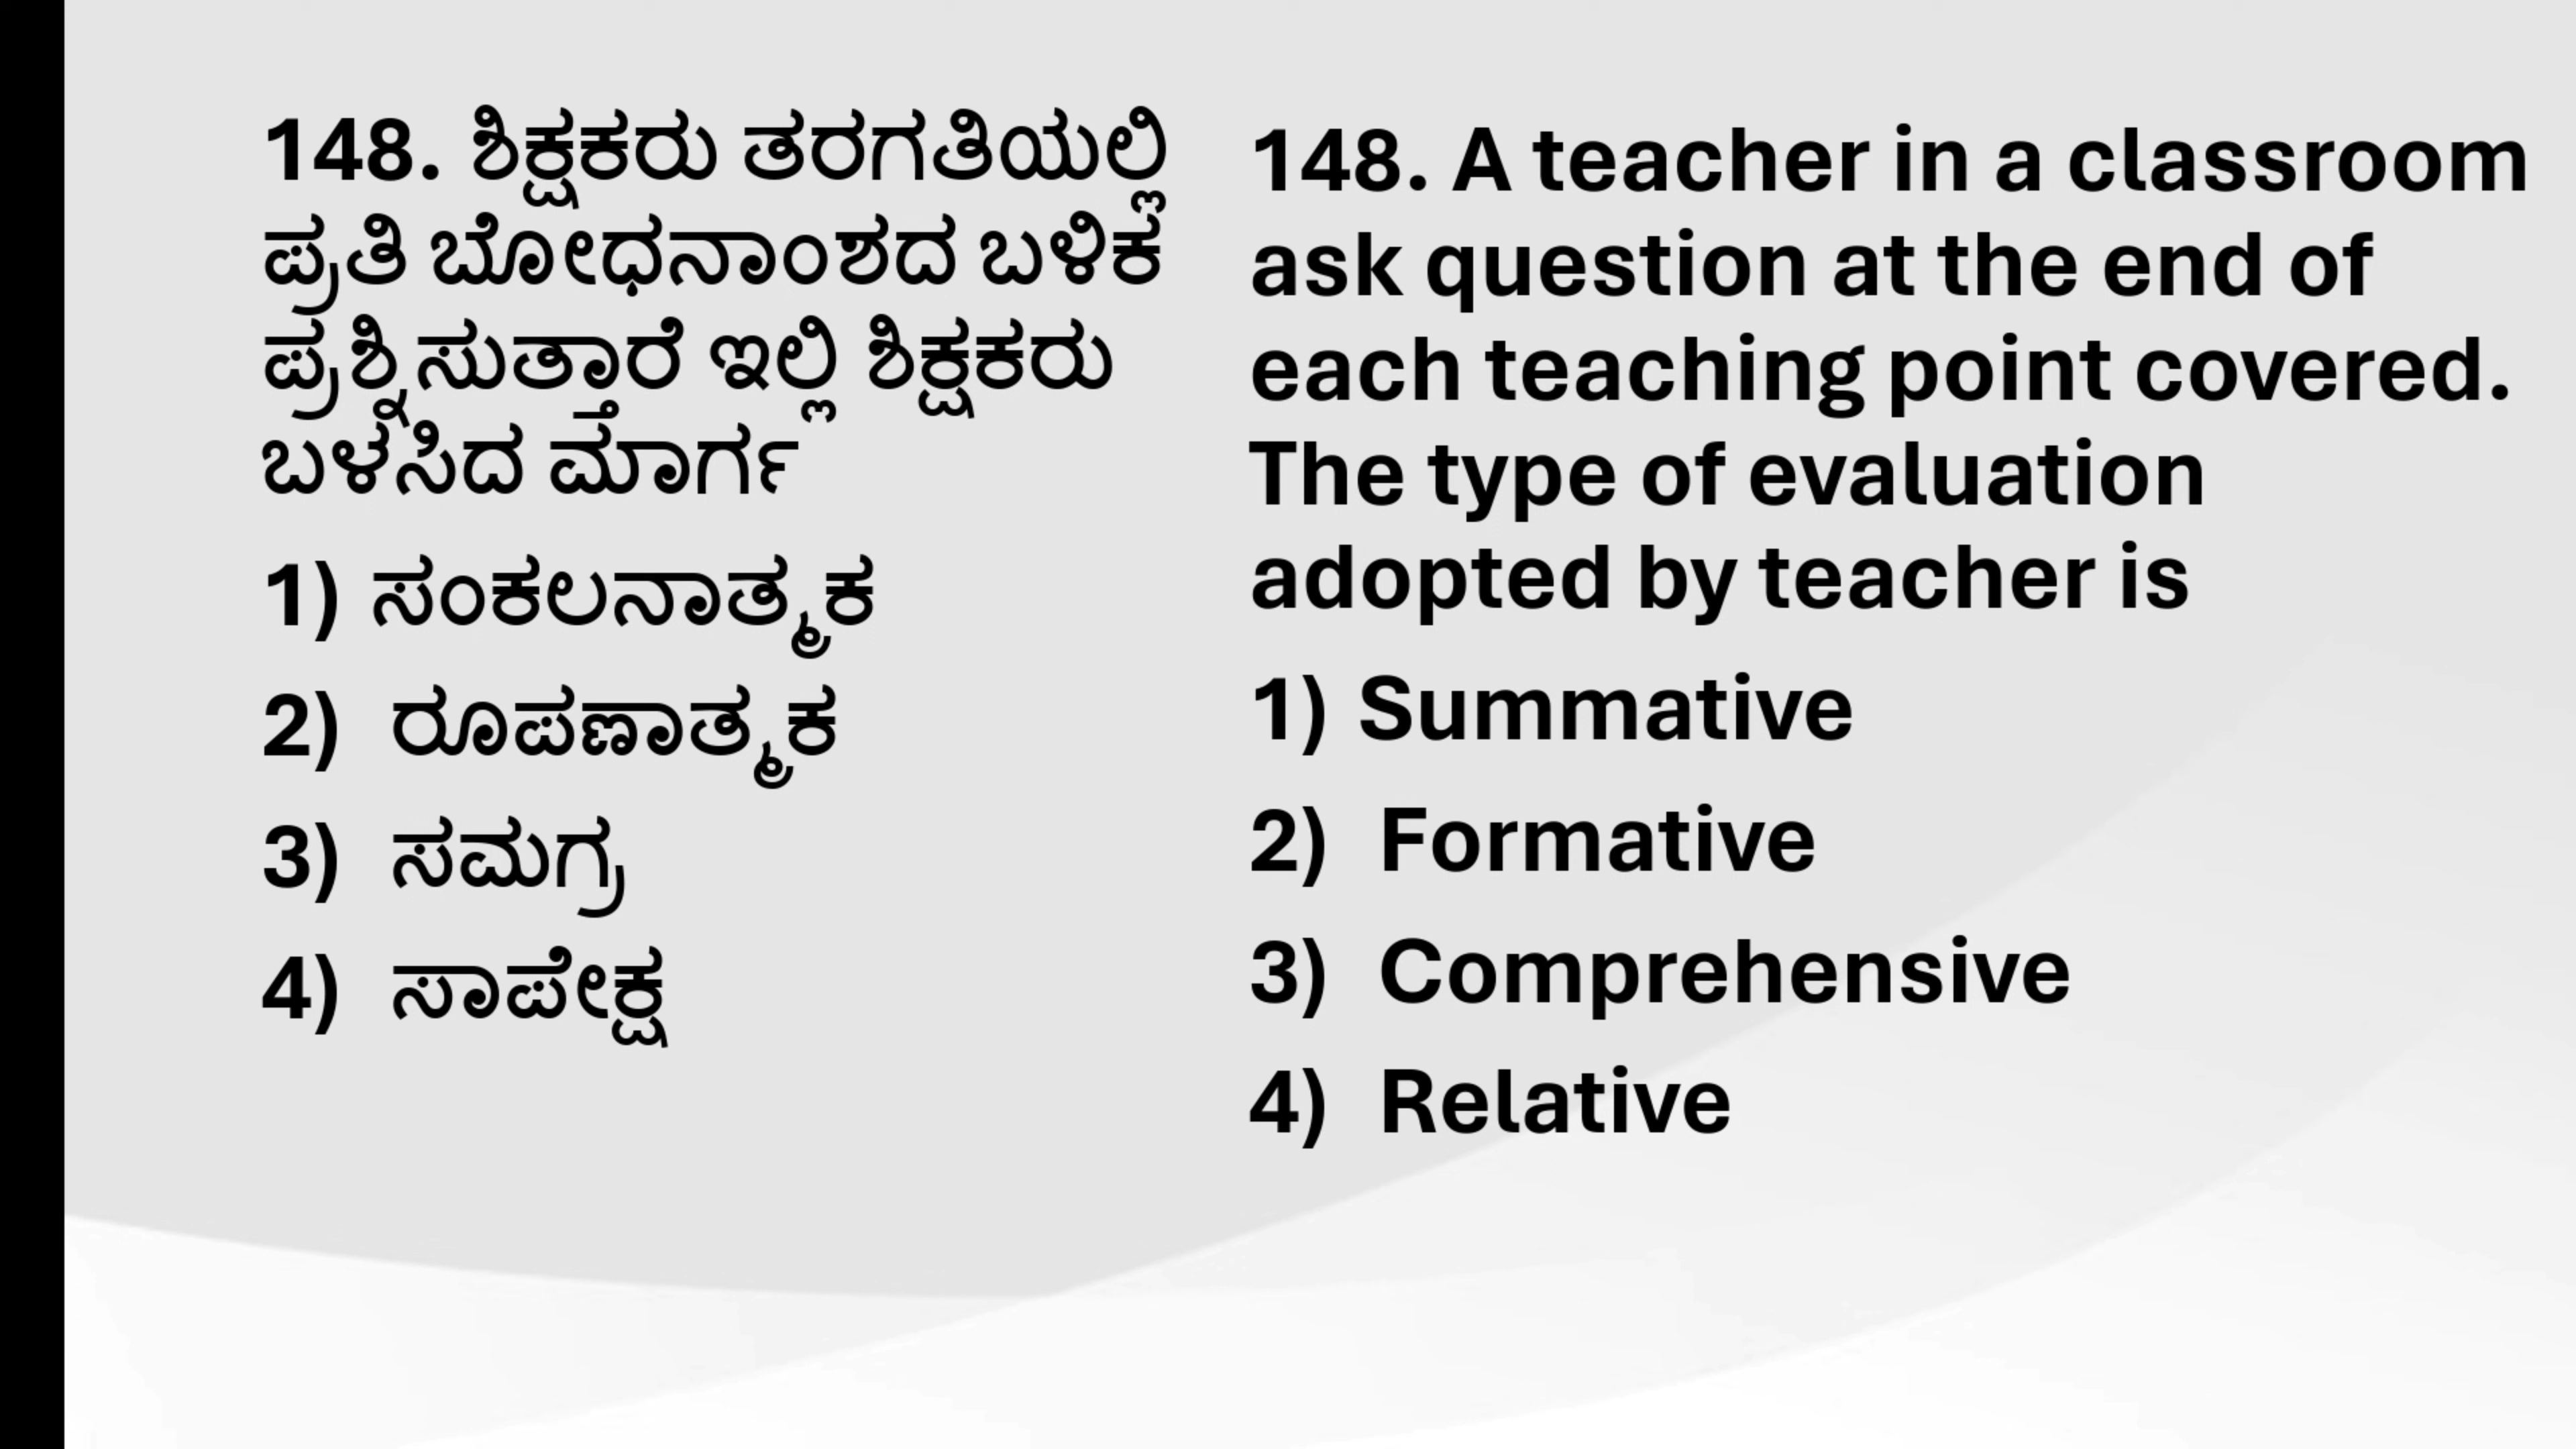 148. ಶಿಕ್ಷಕರು ತರಗತಿಯಲ್ಲಿ
ಪ್ರತಿ ಬೋಧನಾಂಶದ ಬಳಿಕ
ಪ್ರಶ್ನಿಸುತ್ತಾರೆ ಇಲ್ಲಿ ಶಿಕ್ಷಕರು
ಬಳಸಿದ ಮಾರ್ಗ
1) ಸಂಕಲನಾತ್ಮಕ
2) ರೂಪಣಾತ್ಮಕ
3) ಸಮಗ್ರ
4) ಸಾಪೇಕ್ಷ
148. A teacher in a classroom
ask question at the end of
each teaching point covered.
The type of evaluation
adopted by teacher is
1) Summative
2) Formative
3) Comprehensive
4) Relative